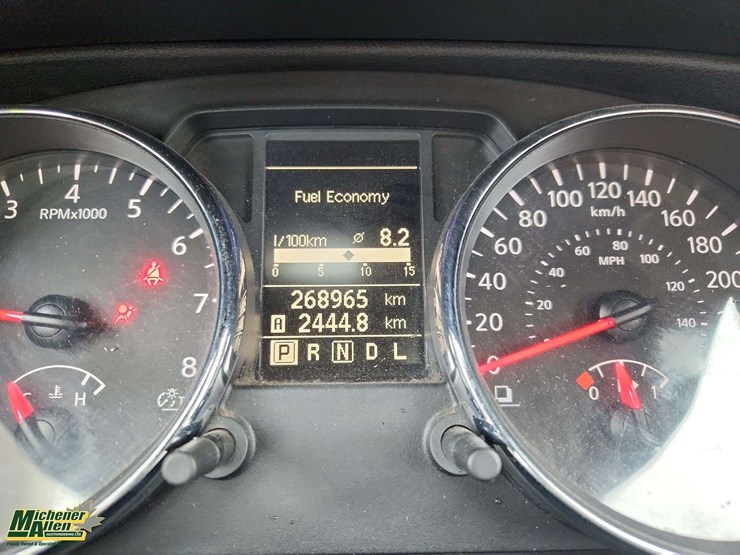 3 4 5 6 7 8
RPMx1000
C H
Fuel Economy
l/100km ø 8.2
0 5 10 15
268965 km
A 2444.8 km
P R N D L
0 20 40 60 80 100 120 140 160 180 200
km/h
20 40 60 80 100 120 140
MPH
0 1
Michener
Allen
AUCTIONEERING LTD